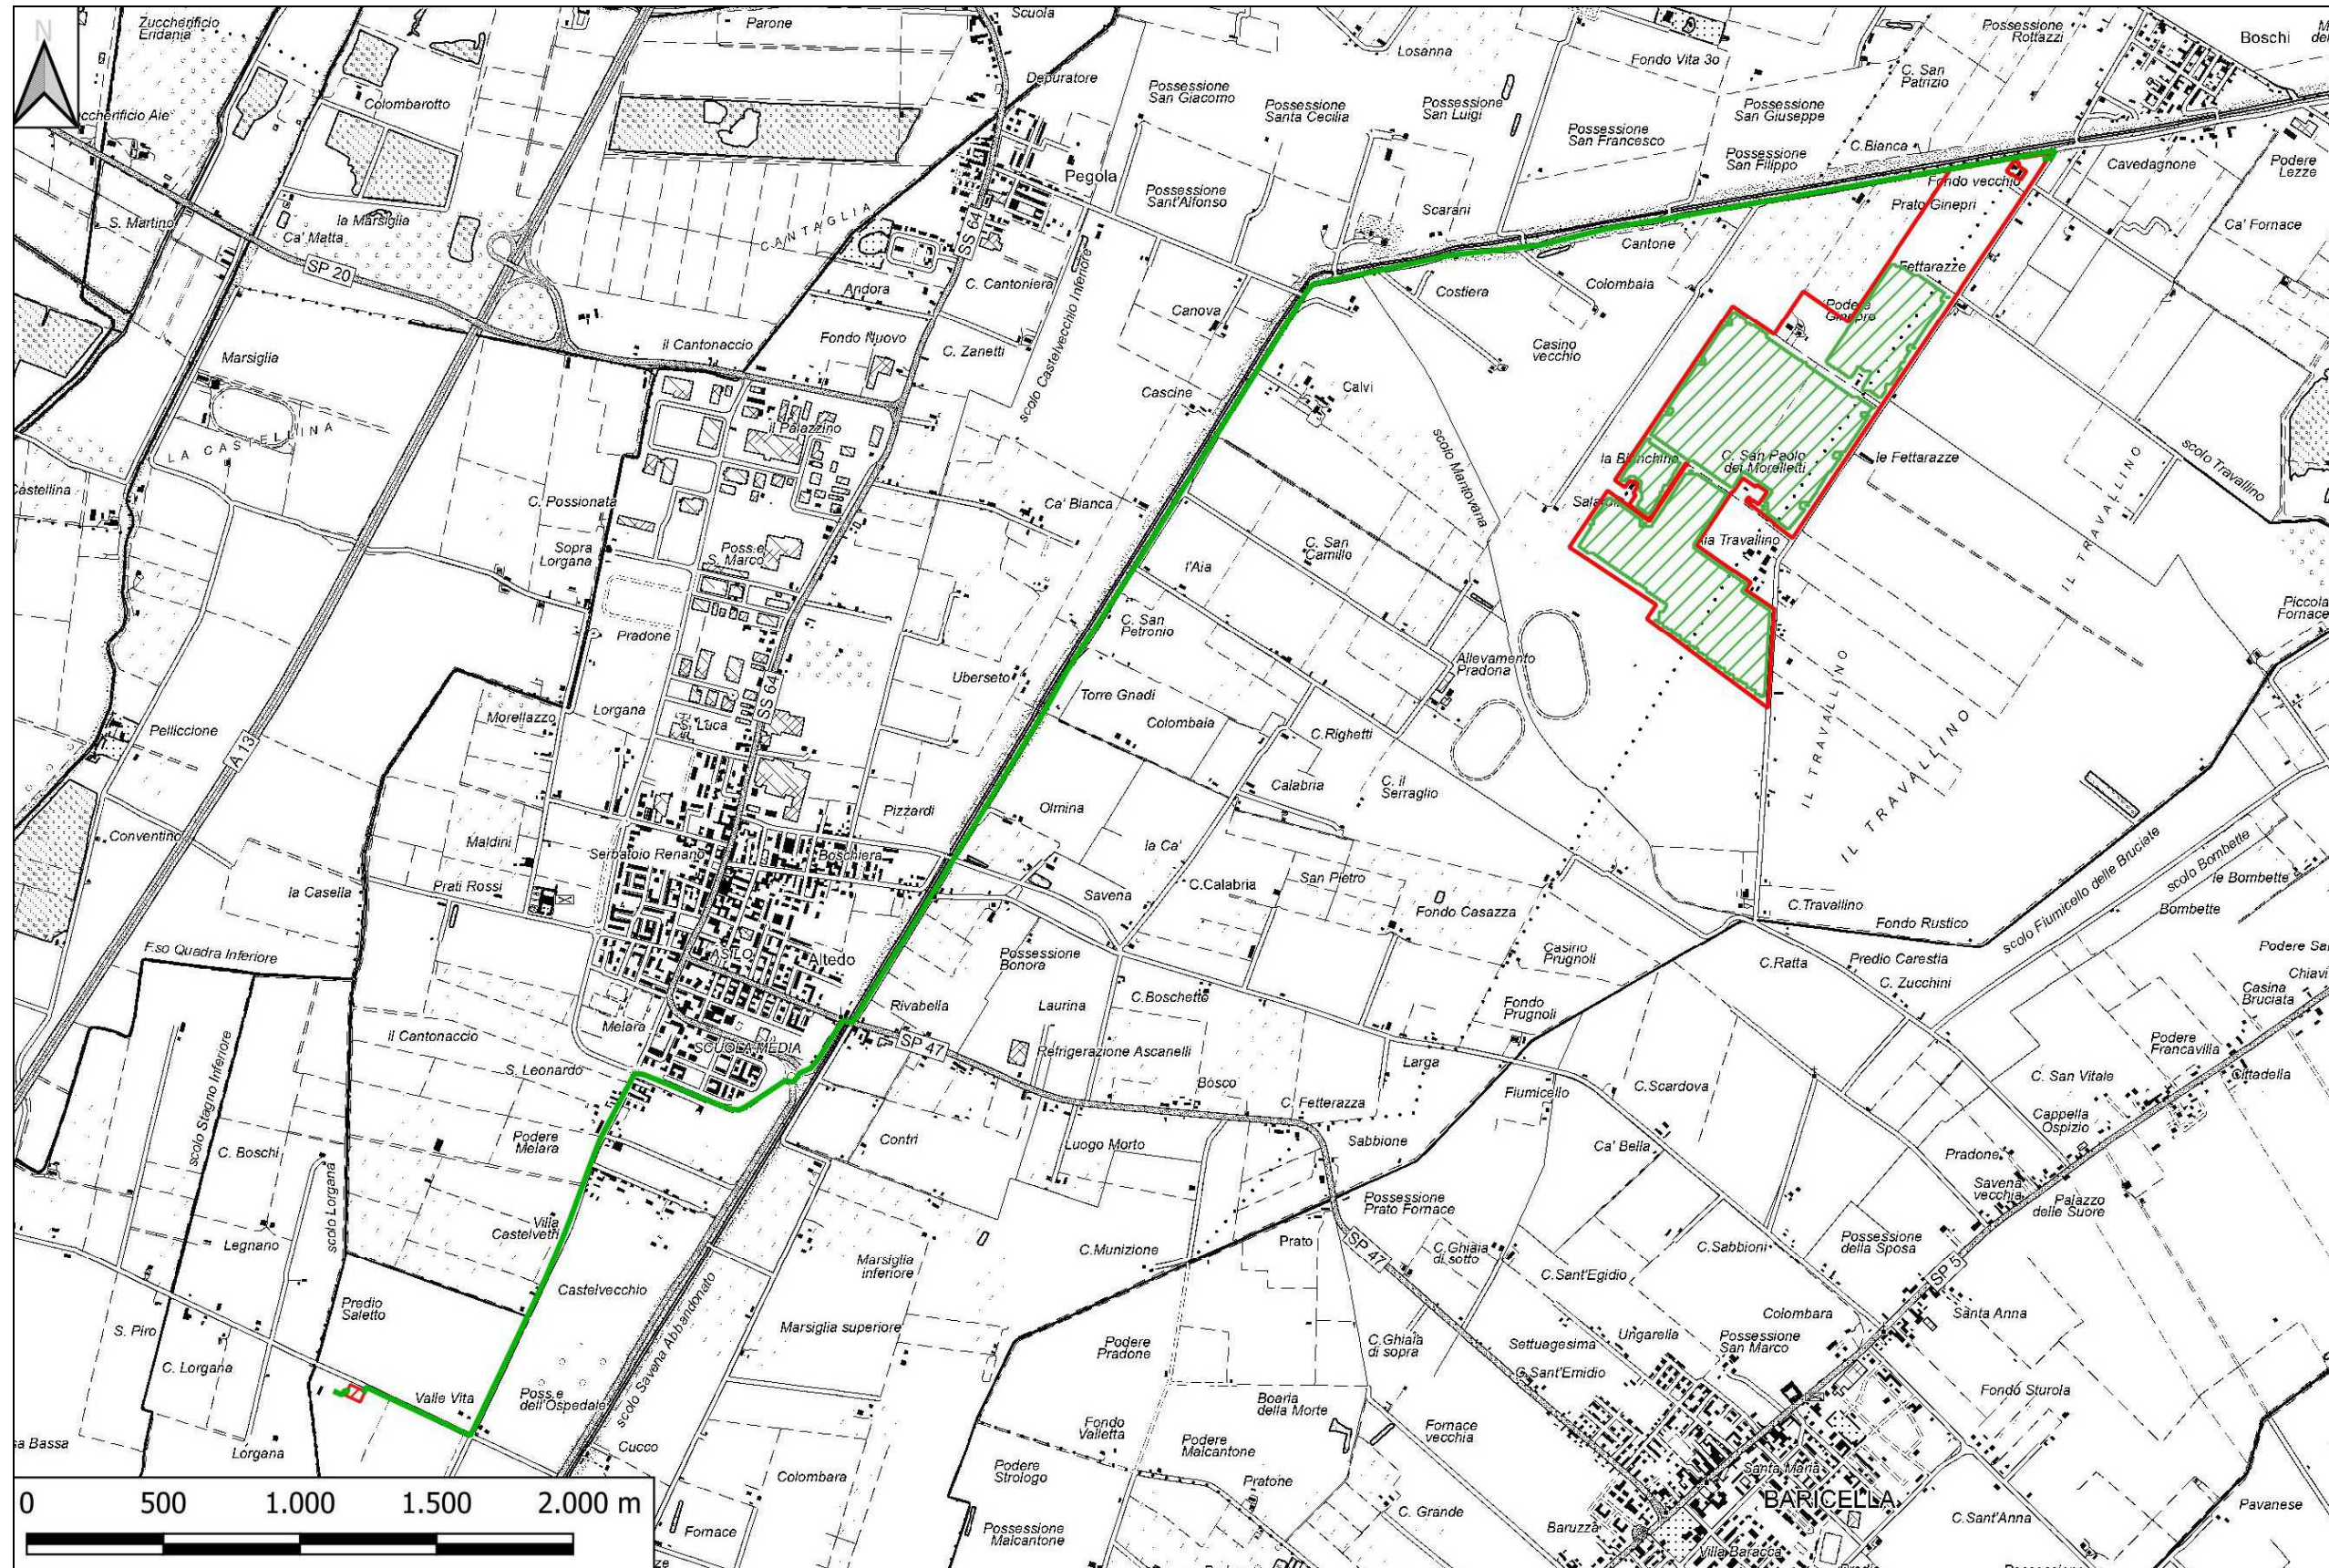 N
Zuccherificio
Eridania
Parone
Scuola
Possessione
Rottazzi
Boschi
Losanna
Fondo Vita 3o
C. San
Patrizio
Depuratore
Colombarotto
Possessione
San Giacomo
Possessione
Santa Cecilia
Possessione
San Luigi
Possessione
San Giuseppe
ccherificio Ale
Possessione
San Francesco
C.Bianca
Possessione
San Filippo
Cavedagnone
Podere
Lezze
Pegola
Fondo vecchio
Possessione
Sant'Alfonso
Scarani
Prato Ginepri
S. Martino
la Marsiglia
Ca' Matta
CANTAGLIA
SS 64
Ca' Fornace
Cantone
SP 20
Fettarazze
C. Cantoniera
Andora
Costiera
Colombaia
Podere
Ginepro
Canova
scolo Castelvecchio Inferiore
Fondo Nuovo
il Cantonaccio
C. Zanetti
Casino
vecchio
Marsiglia
Calvi
Cascine
il Palazzino
LA CASTELLINA
scolo Mantovana
la Bianchina
C. San Paolo
dei Morelletti
le Fettarazze
scolo Travallino
Castellina
C. Possionata
Ca' Bianca
IL TRAVALLINO
Sopra
Lorgana
Poss.e
S. Marco
C. San
Camillo
Aia Travallino
l'Aia
Piccola
Fornace
C. San
Petronio
Pradone
Allevamento
Pradona
Uberseto
Torre Gnadi
IL TRAVALLINO
Lorgana
Morellazzo
Luca
SS 64
Colombaia
C.Righetti
Pelliccione
A 13
IL TRAVALLINO
Calabria
C. il
Serraglio
Pizzardi
Olmina
Conventino
Maldini
Serbatoio Renano
Boschiera
la Ca'
scolo Fiumicello delle Bruciate
scolo Bombette
le Bombette
la Casella
Prati Rossi
Savena
C.Calabria
San Pietro
Fondo Casazza
C.Travallino
Fondo Rustico
Bombette
F.so Quadra Inferiore
ASILO
Altedo
Possessione
Bonora
Casino
Prugnoli
C.Ratta
Predio Carestia
C. Zucchini
Chiavi
Casina
Bruciata
Rivabella
Laurina
C.Boschetto
Fondo
Prugnoli
il Cantonaccio
Melara
SCUOLA MEDIA
SP 47
Refrigerazione Ascanelli
Larga
Podere
Francavilla
scolo Stagno Inferiore
S. Leonardo
Bosco
Fiumicello
C.Scardova
C. San Vitale
Cittadella
C. Fetterazza
Cappella
Ospizio
Podere
Melara
Contri
Luogo Morto
Sabbione
Ca' Bella
C. Boschi
Pradone
scolo Lorgana
Savena
vecchia
Palazzo
delle Suore
Possessione
Prato Fornace
Villa
Castelvetri
Legnano
Marsiglia
inferiore
C.Munizione
Prato
SP 47
C.Ghiaia
di sotto
C.Sabbioni
Possessione
della Sposa
C.Sant'Egidio
SP 5
Castelvecchio
Predio
Saletto
scolo Savena Abbandonato
Colombara
Santa Anna
S. Piro
Marsiglia superiore
Podere
Pradone
C.Ghiaia
di sopra
Settuagesima
Ungarella
Possessione
San Marco
C. Lorgana
C.Sant'Emidio
Valle Vita
Poss.e
dell'Ospedale
Boaria
della Morte
Fondo Sturola
sa Bassa
Lorgana
Cucco
Fondo
Valletta
Podere
Malcantone
Fornace
vecchia
Colombara
Podere
Strologo
Pratone
Santa Maria
BARICELLA
C. Grande
Pavanese
C.Sant'Anna
Fornace
Possessione
Malcantone
Baruzza
Villa Baracca
0 500 1.000 1.500 2.000 m